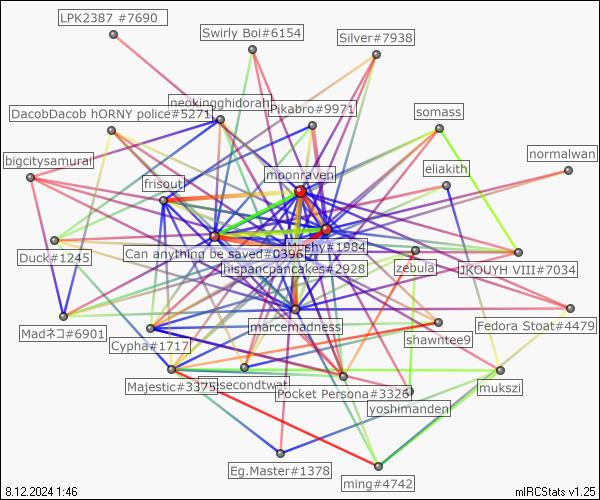 LPK2387 #7690
Swirly Boi#6154
Silver#7938
neokingghidorah
DacobDacob hORNY police#5271
Pikabro#9971
somass
bigcitysamurai
normalwan
eliakith
moonraven
frisout
Marshy#1984
Can anything be saved#0396
Duck#1245
hispancpancakes#2928
zebula
JKOUYH VIII#7034
marcemadness
Madネコ#6901
Fedora Stoat#4479
Cypha#1717
shawntee9
Majestic#3375
Pocket Persona#3326
mukszi
yoshimanden
Eg.Master#1378
ming#4742
8.12.2024 1:46
mIRCStats v1.25